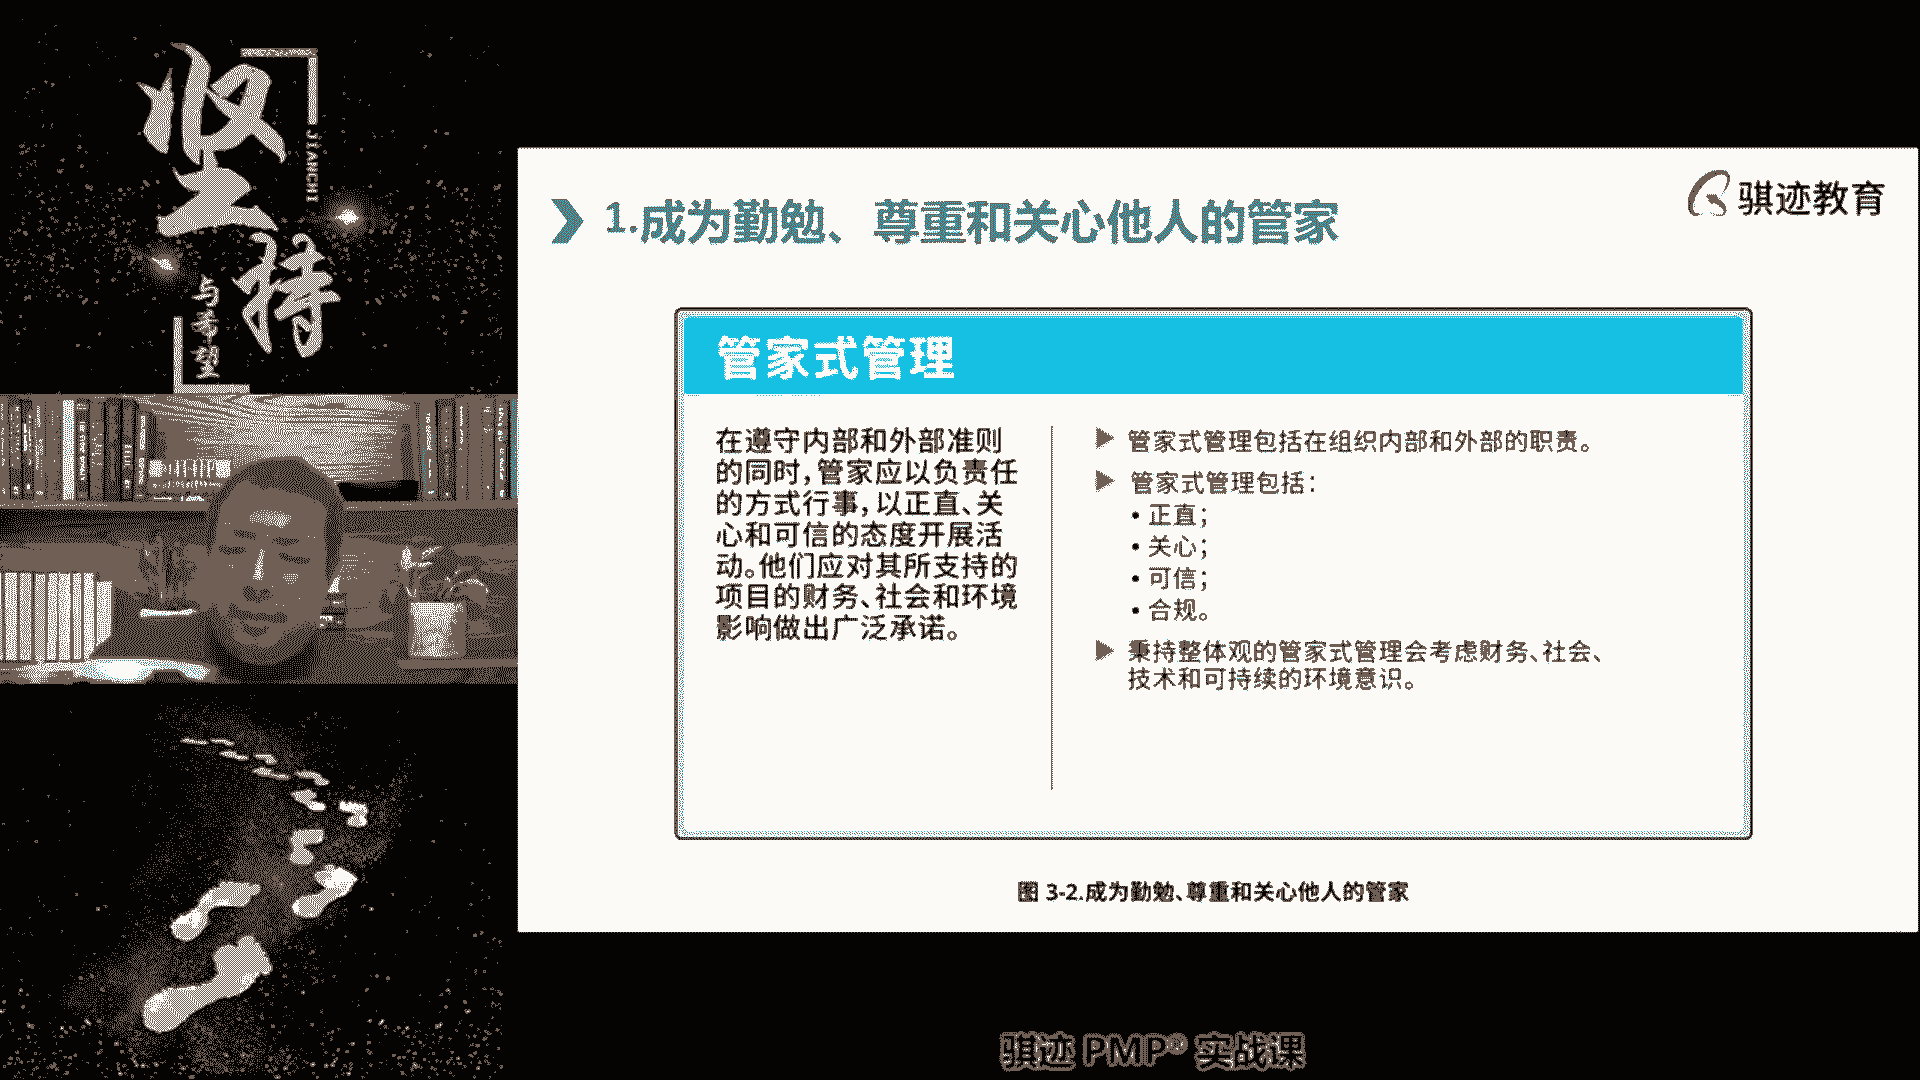 坚持
JIANCHI
与希望
骐迹教育
1.成为勤勉、尊重和关心他人的管家
管家式管理
在遵守内部和外部准则
的同时，管家应以负责任
的方式行事，以正直、关
心和可信的态度开展活
动。他们应对其所支持的
项目的财务、社会和环境
影响做出广泛承诺。
管家式管理包括在组织内部和外部的职责。
管家式管理包括：
• 正直；
• 关心；
• 可信；
• 合规。
秉持整体观的管家式管理会考虑财务、社会、
技术和可持续的环境意识。
图 3-2.成为勤勉、尊重和关心他人的管家
骐迹 PMP® 实战课